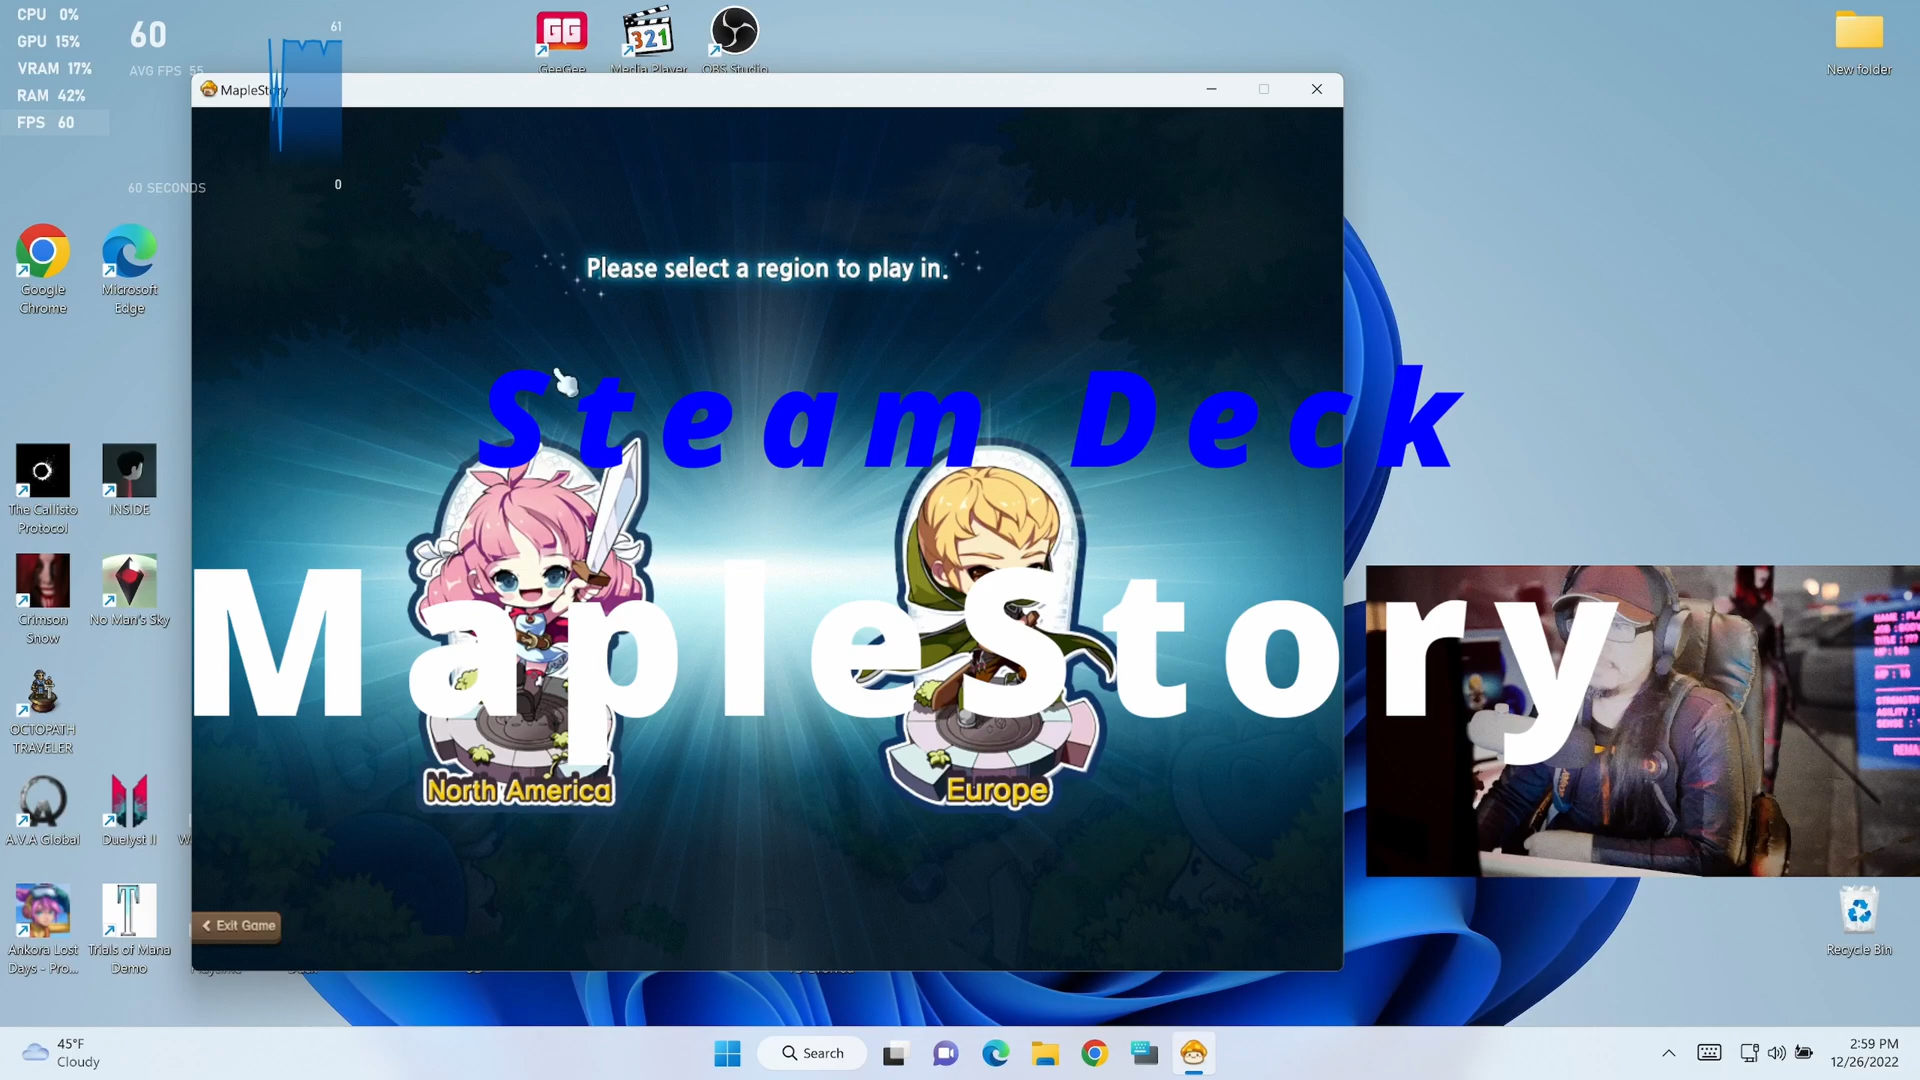 CPU 0%
GPU 15%
VRAM 17%
RAM 42%
FPS 60
60
AVG FPS 55
61
60 SECONDS
0
GeeGee
Media Player
OBS Studio
New folder
MapleStory
Please select a region to play in.
Steam Deck
MapleStory
North America
Europe
Exit Game
Google
Chrome
Microsoft
Edge
The Callisto
Protocol
INSIDE
Crimson
Snow
No Man's Sky
OCTOPATH
TRAVELER
A.V.A Global
Duelyst II
Ankora Lost
Days - Pro...
Trials of Mana
Demo
Recycle Bin
45°F
Cloudy
Search
2:59 PM
12/26/2022